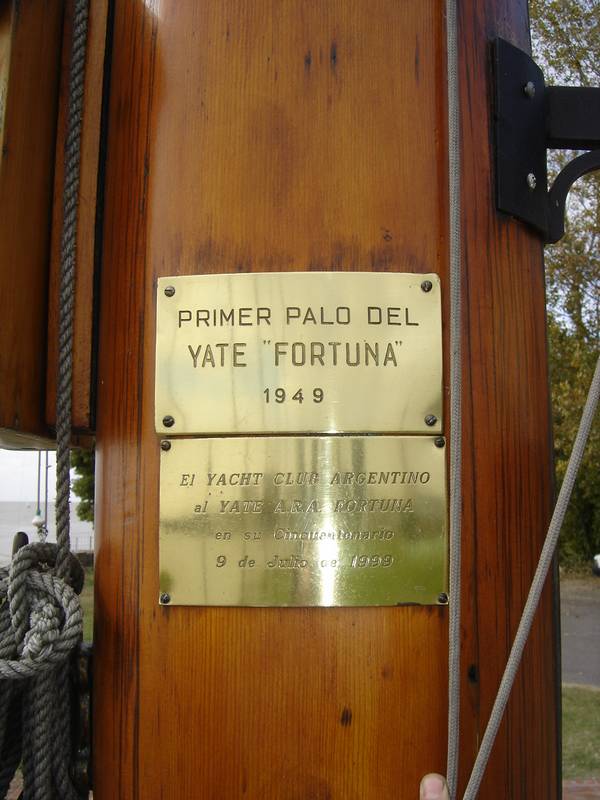 PRIMER PALO DEL
YATE "FORTUNA"
1949
El YACHT CLUB ARGENTINO
al YATE A.R.A. FORTUNA
en su Cincuentenario
9 de Julio de 1999